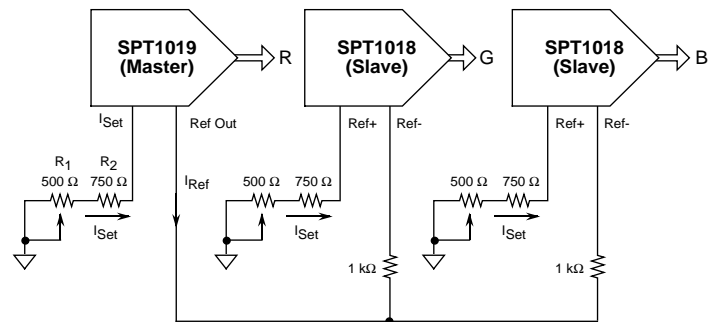 SPT1019
(Master)
R
SPT1018
(Slave)
G
SPT1018
(Slave)
B
ISet
Ref Out
Ref+
Ref-
Ref+
Ref-
R1
R2
500 Ω
750 Ω
ISet
IRef
500 Ω
750 Ω
ISet
500 Ω
750 Ω
ISet
1 kΩ
1 kΩ